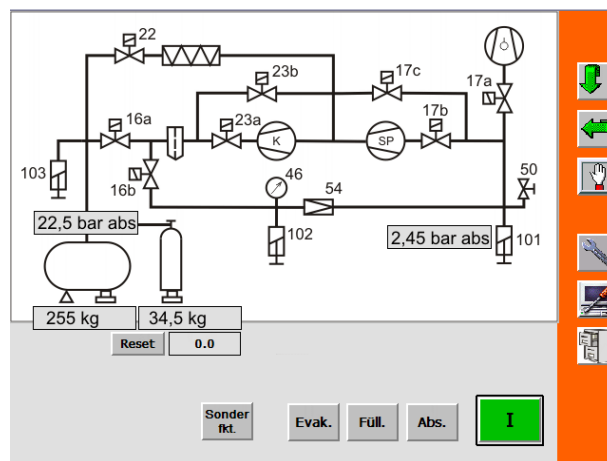 22
23b
17c
17a
16a
23a
17b
K
SP
103
16b
46
54
50
22,5 bar abs
102
2,45 bar abs
101
255 kg
34,5 kg
Reset
0.0
Sonder
fkt.
Evak.
Füll.
Abs.
I